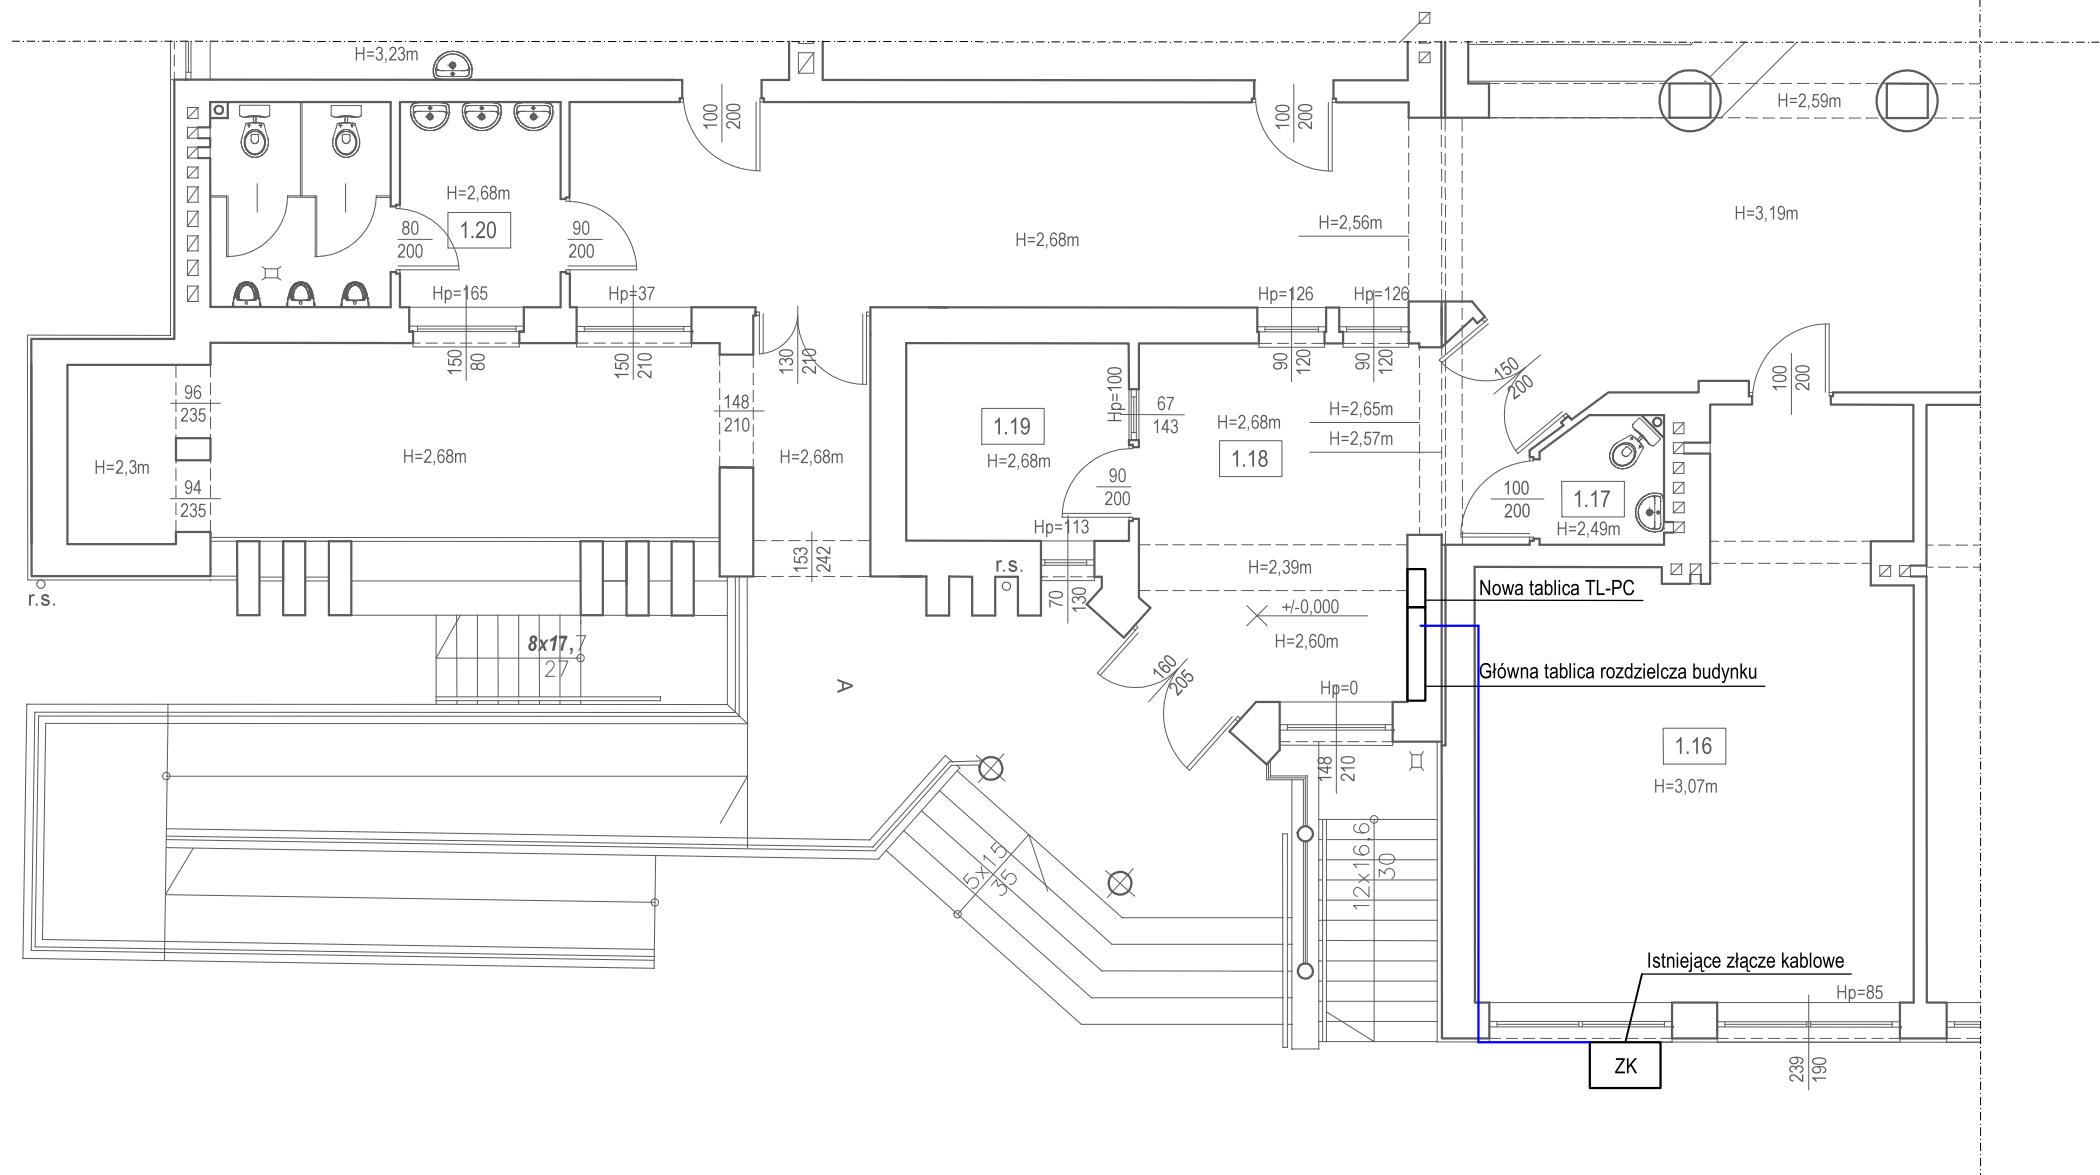 H=3,23m
100
200
100
200
H=2,59m
H=2,68m
1.20
80
200
90
200
H=2,68m
H=2,56m
H=3,19m
Hp=165
Hp=37
Hp=126
Hp=126
150
80
150
210
130
210
90
120
90
120
150
200
100
200
96
235
148
210
Hp=100
67
143
H=2,68m
H=2,65m
H=2,57m
1.19
H=2,68m
1.18
H=2,3m
H=2,68m
H=2,68m
94
235
90
200
100
200
1.17
H=2,49m
Hp=113
153
242
r.s.
H=2,39m
r.s.
70
130
+/-0,000
H=2,60m
Nowa tablica TL-PC
8x17,7
27
160
205
Główna tablica rozdzielcza budynku
A
Hp=0
1.16
H=3,07m
148
210
5x15
35
12x16,6
30
Istniejące złącze kablowe
Hp=85
ZK
239
190